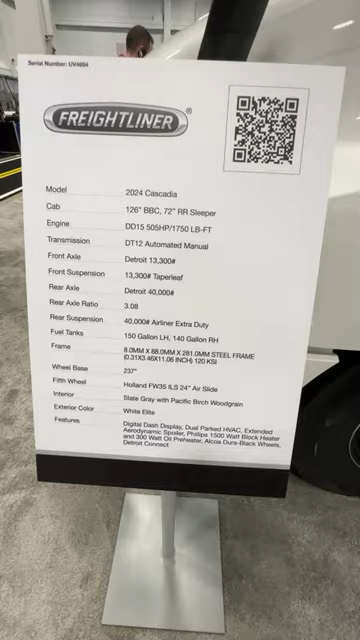 Serial Number: UV4694
FREIGHTLINER®
Model 2024 Cascadia
Cab 126" BBC, 72" RR Sleeper
Engine DD15 505HP/1750 LB-FT
Transmission DT12 Automated Manual
Front Axle Detroit 13,300#
Front Suspension 13,300# Taperleaf
Rear Axle Detroit 40,000#
Rear Axle Ratio 3.08
Rear Suspension 40,000# Airliner Extra Duty
Fuel Tanks 150 Gallon LH, 140 Gallon RH
Frame 8.0MM X 88.0MM X 281.0MM STEEL FRAME
(0.31X3.46X11.06 INCH) 120 KSI
Wheel Base 237"
Fifth Wheel Holland FW35 ILS 24" Air Slide
Interior Slate Gray with Pacific Birch Woodgrain
Exterior Color White Elite
Features Digital Dash Display, Dual Parked HVAC, Extended
Aerodynamic Spoiler, Phillips 1500 Watt Block Heater
and 300 Watt Oil Preheater, Alcoa Dura-Black Wheels,
Detroit Connect